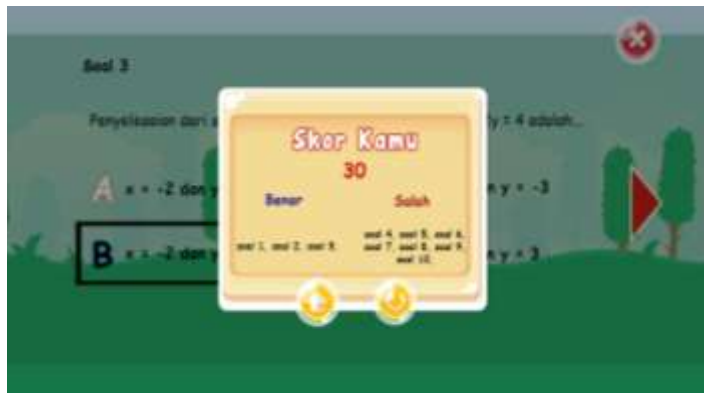 Soal 3
Penyelesaian dari
y = 4 adalah...
Skor Kamu
30
Benar
Salah
soal 1, soal 2, soal 3,
soal 4, soal 5, soal 6,
soal 7, soal 8, soal 9,
soal 10,
A x = -2 dan y
n y = -3
B x = -2 dan y
n y = 3